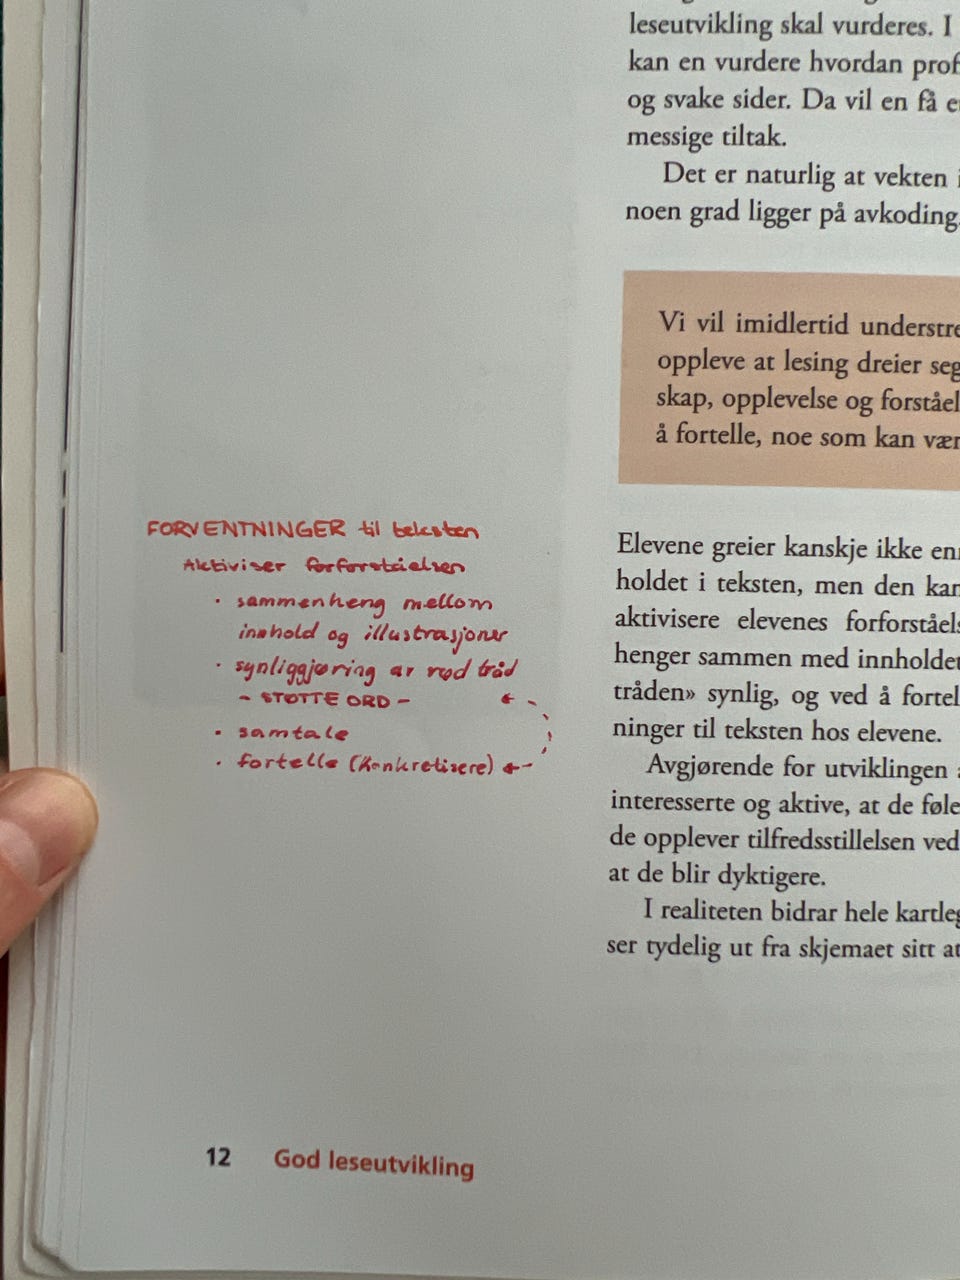 leseutvikling skal vurderes. I
kan en vurdere hvordan prof
og svake sider. Da vil en få e
messige tiltak.
Det er naturlig at vekten i
noen grad ligger på avkoding.
Vi vil imidlertid understre
oppleve at lesing dreier seg
skap, opplevelse og forståel
å fortelle, noe som kan vær
FORVENTNINGER til teksten
Aktiviser forforståelsen
• sammenheng mellom
innhold og illustrasjoner
• synliggjøring av rød tråd
- STØTTE ORD -
• samtale
• fortelle (konkretisere)
Elevene greier kanskje ikke en
holdet i teksten, men den kan
aktivisere elevenes forforståels
henger sammen med innholdet
tråden» synlig, og ved å fortel
ninger til teksten hos elevene.
Avgjørende for utviklingen a
interesserte og aktive, at de føle
de opplever tilfredsstillelsen ved
at de blir dyktigere.
I realiteten bidrar hele kartleg
ser tydelig ut fra skjemaet sitt at
12 God leseutvikling